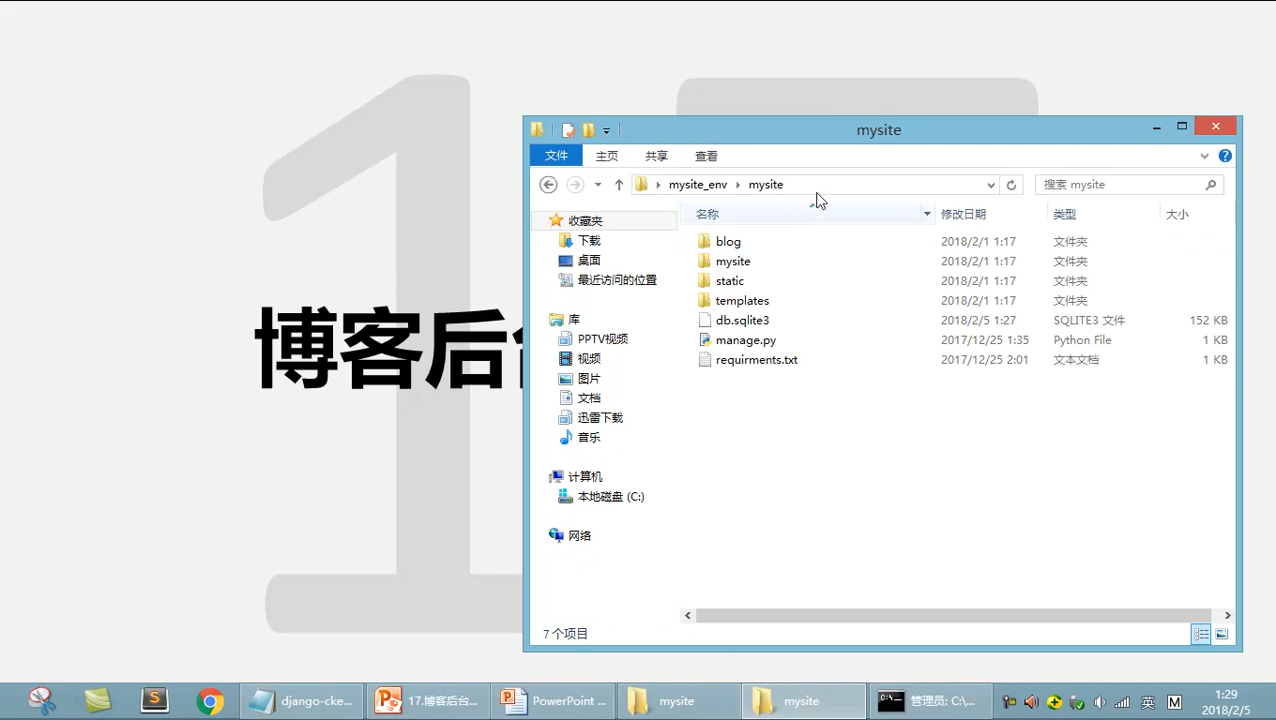 博客后
mysite
文件 主页 共享 查看
mysite_env mysite
搜索 mysite
名称 修改日期 类型 大小
收藏夹
下载
桌面
最近访问的位置
库
PPTV视频
视频
图片
文档
迅雷下载
音乐
计算机
本地磁盘 (C:)
网络
blog 2018/2/1 1:17 文件夹
mysite 2018/2/1 1:17 文件夹
static 2018/2/1 1:17 文件夹
templates 2018/2/1 1:17 文件夹
db.sqlite3 2018/2/5 1:27 SQLITE3 文件 152 KB
manage.py 2017/12/25 1:35 Python File 1 KB
requirments.txt 2017/12/25 2:01 文本文档 1 KB
7 个项目
django-cke... 17.博客后台... PowerPoint ... mysite mysite 管理员: C:\... 英 M
1:29
2018/2/5